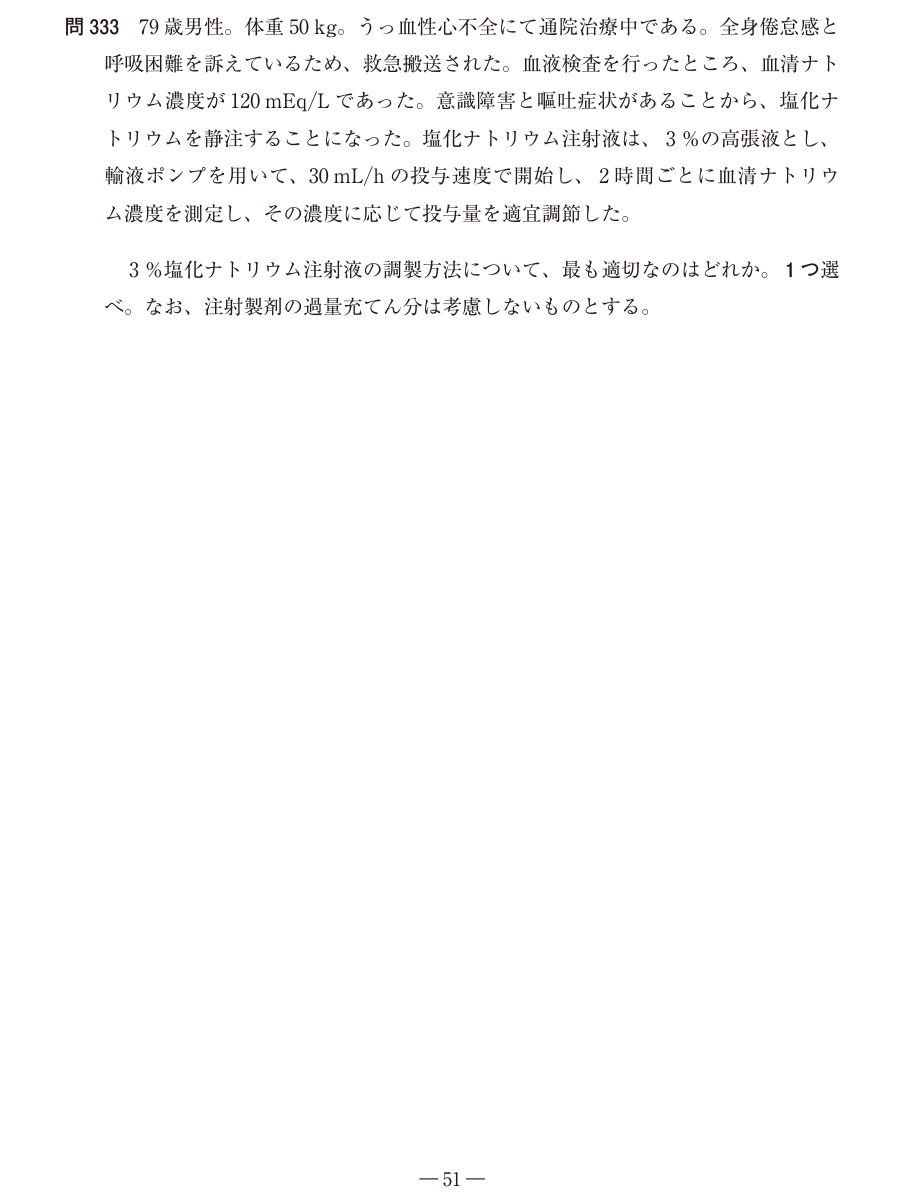 問 333 79 歳男性。体重 50 kg。うっ血性心不全にて通院治療中である。全身倦怠感と
呼吸困難を訴えているため、救急搬送された。血液検査を行ったところ、血清ナト
リウム濃度が 120 mEq/L であった。意識障害と嘔吐症状があることから、塩化ナ
トリウムを静注することになった。塩化ナトリウム注射液は、3%の高張液とし、
輸液ポンプを用いて、30 mL/h の投与速度で開始し、2時間ごとに血清ナトリウ
ム濃度を測定し、その濃度に応じて投与量を適宜調節した。
3%塩化ナトリウム注射液の調製方法について、最も適切なのはどれか。1つ選
べ。なお、注射製剤の過量充てん分は考慮しないものとする。
― 51 ―